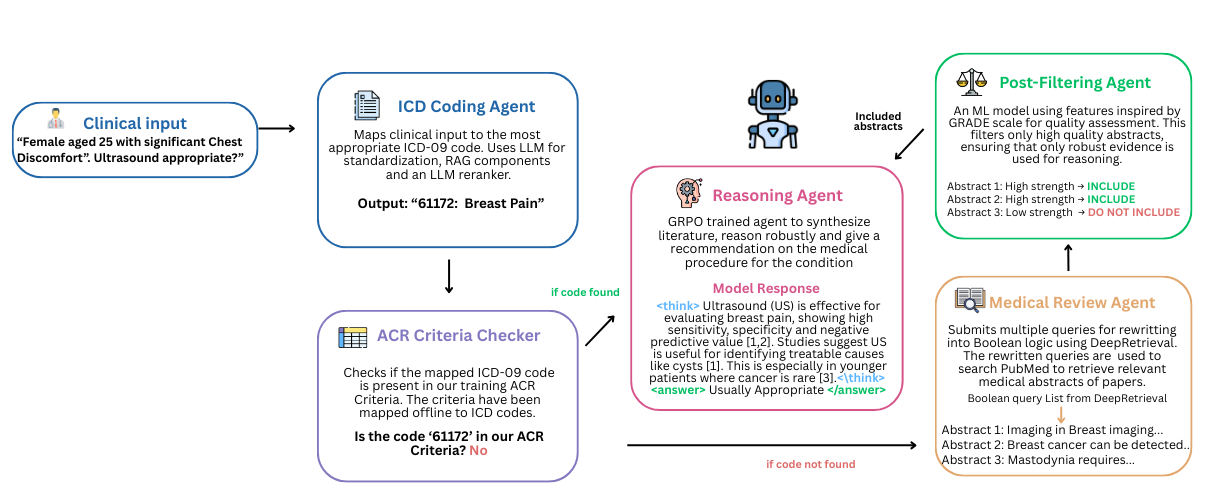 Clinical input
“Female aged 25 with significant Chest
Discomfort”. Ultrasound appropriate?”
ICD Coding Agent
Maps clinical input to the most
appropriate ICD-09 code. Uses LLM for
standardization, RAG components
and an LLM reranker.
Output: “61172:  Breast Pain”
ACR Criteria Checker
Checks if the mapped ICD-09 code
is present in our training ACR
Criteria. The criteria have been
mapped offline to ICD codes.
Is the code ‘61172’ in our ACR
Criteria? No
if code found
if code not found
Reasoning Agent
GRPO trained agent to synthesize
literature, reason robustly and give a
recommendation on the medical
procedure for the condition
Model Response
<think> Ultrasound (US) is effective for
evaluating breast pain, showing high
sensitivity, specificity and negative
predictive value [1,2]. Studies suggest US
is useful for identifying treatable causes
like cysts [1]. This is especially in younger
patients where cancer is rare [3].<\think>
<answer> Usually Appropriate </answer>
Included
abstracts
Post-Filtering Agent
An ML model using features inspired by
GRADE scale for quality assessment. This
filters only high quality abstracts,
ensuring that only robust evidence is
used for reasoning.
Abstract 1: High strength → INCLUDE
Abstract 2: High strength → INCLUDE
Abstract 3: Low strength → DO NOT INCLUDE
Medical Review Agent
Submits multiple queries for rewritting
into Boolean logic using DeepRetrieval.
The rewritten queries are used to
search PubMed to retrieve relevant
medical abstracts of papers.
Boolean query List from DeepRetrieval
Abstract 1: Imaging in Breast imaging...
Abstract 2: Breast cancer can be detected..
Abstract 3: Mastodynia requires...